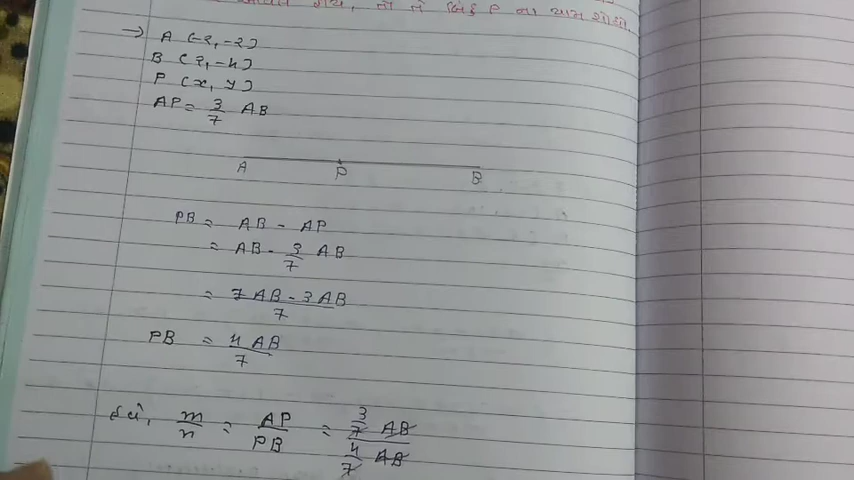 તો તે બિંદુ P ના યામ શોધો.
→ A (-2, -2)
B (2, -4)
P (x, y)
AP = 3/7 AB
A P B
PB = AB - AP
= AB - 3/7 AB
= 7AB - 3AB / 7
PB = 4AB / 7
હવે, m/n = AP/PB = 3/7 AB / 4/7 AB